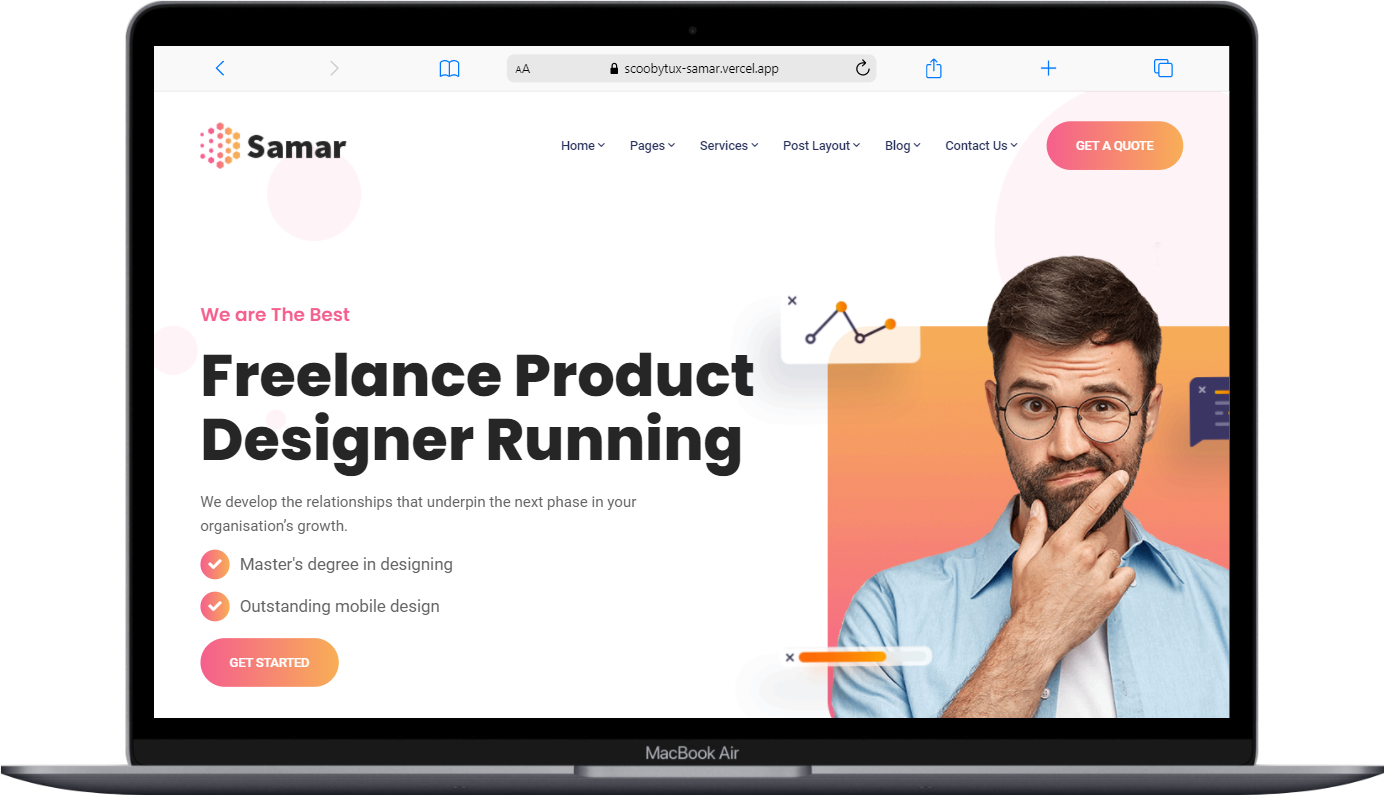 AA scoobytux-samar.vercel.app
Samar
Home Pages Services Post Layout Blog Contact Us GET A QUOTE
We are The Best
Freelance Product
Designer Running
We develop the relationships that underpin the next phase in your
organisation’s growth.
Master's degree in designing
Outstanding mobile design
GET STARTED
MacBook Air